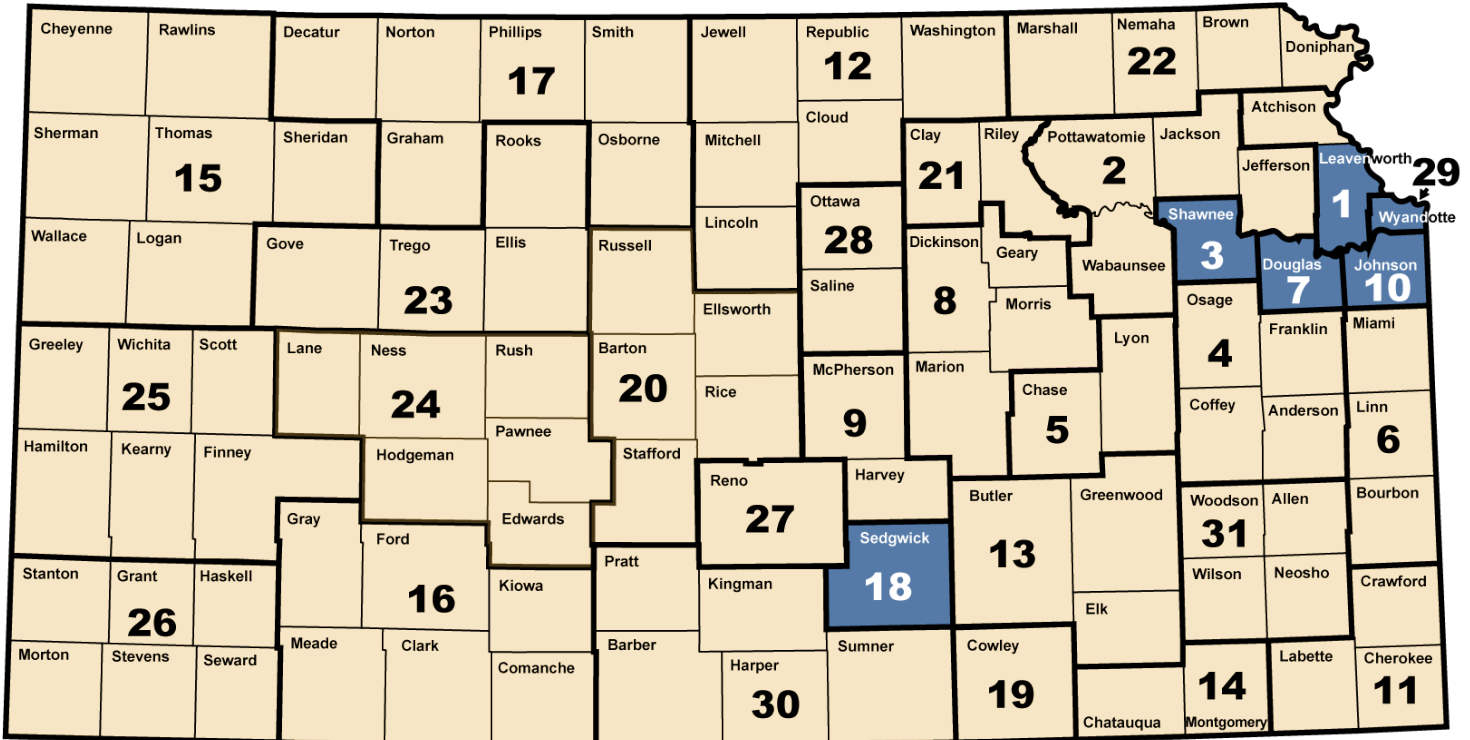 Cheyenne
Rawlins
Decatur
Norton
Phillips
17
Smith
Jewell
Republic
12
Washington
Marshall
Nemaha
22
Brown
Doniphan
Sherman
Thomas
15
Sheridan
Graham
Rooks
Osborne
Mitchell
Cloud
Clay
21
Riley
Pottawatomie
2
Jackson
Atchison
Jefferson
Leavenworth
1
29
Wyandotte
Wallace
Logan
Gove
Trego
23
Ellis
Russell
Lincoln
Ottawa
28
Saline
Dickinson
8
Geary
Morris
Wabaunsee
Shawnee
3
Douglas
7
Johnson
10
Greeley
Wichita
25
Scott
Lane
Ness
24
Rush
Barton
20
Ellsworth
Rice
McPherson
9
Marion
Chase
5
Lyon
Osage
4
Franklin
Miami
Coffey
Anderson
Linn
6
Hamilton
Kearny
Finney
Hodgeman
Pawnee
Edwards
Stafford
Reno
27
Harvey
Sedgwick
18
Butler
13
Greenwood
Woodson
31
Allen
Bourbon
Gray
Ford
16
Kiowa
Pratt
Kingman
Elk
Wilson
Neosho
Crawford
Stanton
Grant
26
Haskell
Morton
Stevens
Seward
Meade
Clark
Comanche
Barber
Harper
30
Sumner
Cowley
19
Chatauqua
14
Montgomery
Labette
Cherokee
11